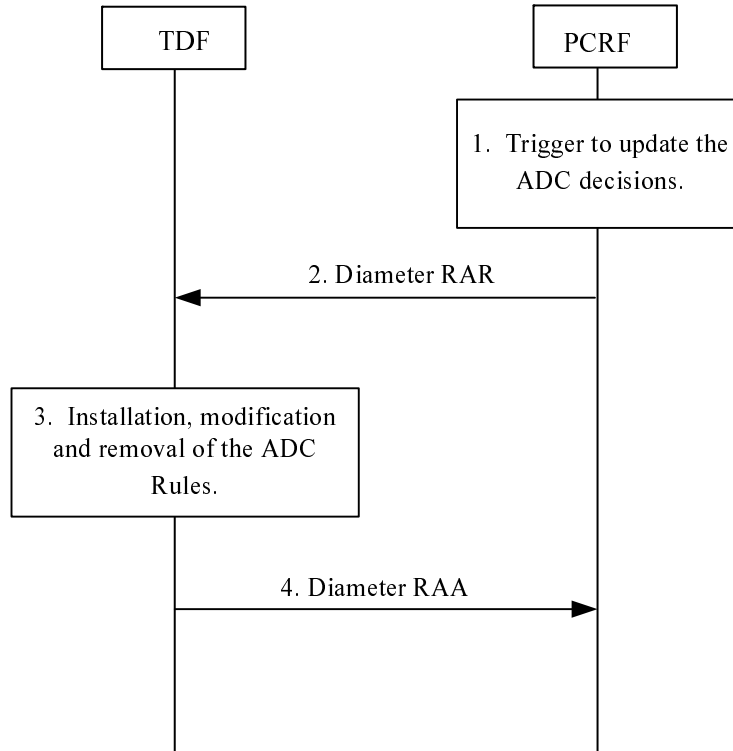 TDF
PCRF
1. Trigger to update the
ADC decisions.
2. Diameter RAR
3. Installation, modification
and removal of the ADC
Rules.
4. Diameter RAA